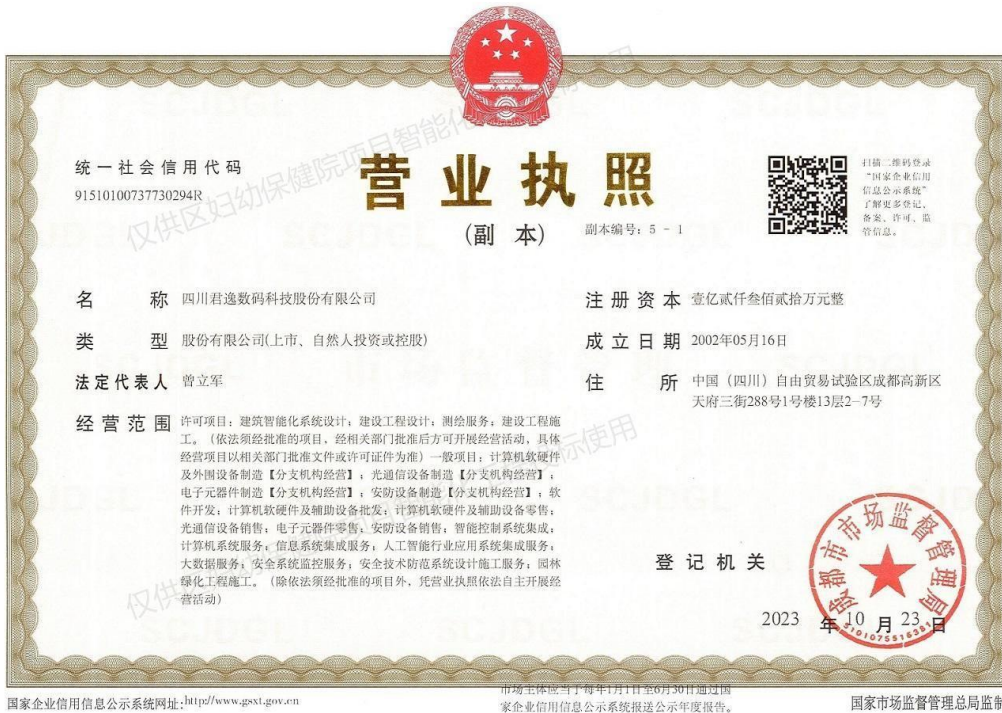 统一社会信用代码
91510100737730294R
营业执照
(副 本)
副本编号: 5 - 1
扫描二维码登录
“国家企业信用
信息公示系统”
了解更多登记、
备案、许可、监
管信息。
名 称 四川君逸数码科技股份有限公司
类 型 股份有限公司(上市、自然人投资或控股)
法定代表人 曾立军
经营范围 许可项目：建筑智能化系统设计；建设工程设计；测绘服务；建设工程施
工。（依法须经批准的项目，经相关部门批准后方可开展经营活动，具体
经营项目以相关部门批准文件或许可证件为准）一般项目：计算机软硬件
及外围设备制造【分支机构经营】；光通信设备制造【分支机构经营】；
电子元器件制造【分支机构经营】；安防设备制造【分支机构经营】；软
件开发；计算机软硬件及辅助设备批发；计算机软硬件及辅助设备零售；
光通信设备销售；电子元器件零售；安防设备销售；智能控制系统集成；
计算机系统服务；信息系统集成服务；人工智能行业应用系统集成服务；
大数据服务；安全系统监控服务；安全技术防范系统设计施工服务；园林
绿化工程施工。（除依法须经批准的项目外，凭营业执照依法自主开展经
营活动）
注册资本 壹亿贰仟叁佰贰拾万元整
成立日期 2002年05月16日
住 所 中国（四川）自由贸易试验区成都高新区
天府三街288号1号楼13层2-7号
登记机关
成都市市场监督管理局
5101075516381
2023 年 10 月 23 日
国家企业信用信息公示系统网址: http://www.gsxt.gov.cn
市场主体应当于每年1月1日至6月30日通过国
家企业信用信息公示系统报送公示年度报告。
国家市场监督管理总局监制